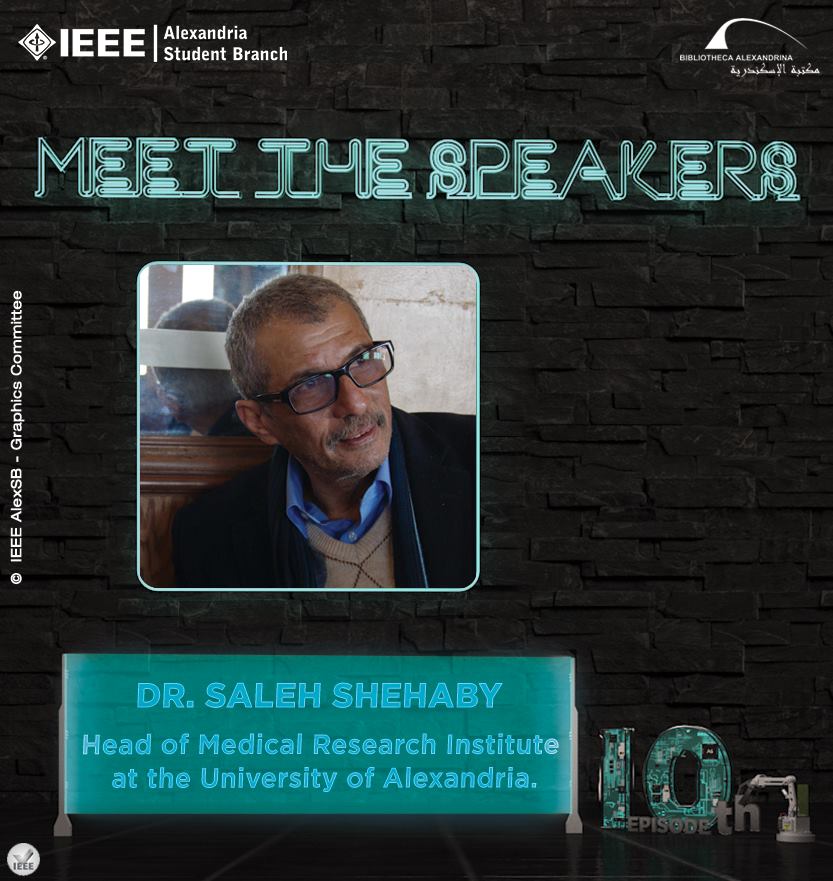 IEEE
Alexandria
Student Branch
BIBLIOTHECA ALEXANDRINA
مكتبة الإسكندرية
MEET THE SPEAKERS
© IEEE AlexSB - Graphics Committee
DR. SALEH SHEHABY
Head of Medical Research Institute
at the University of Alexandria.
10th
EPISODE
IEEE